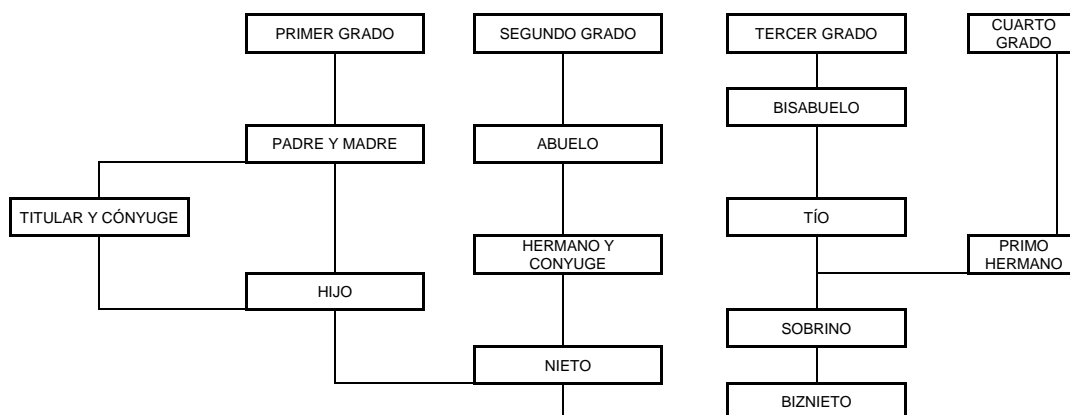 PRIMER GRADO
SEGUNDO GRADO
TERCER GRADO
CUARTO
GRADO
BISABUELO
PADRE Y MADRE
ABUELO
TITULAR Y CÓNYUGE
TÍO
HERMANO Y
CONYUGE
PRIMO
HERMANO
HIJO
SOBRINO
NIETO
BIZNIETO